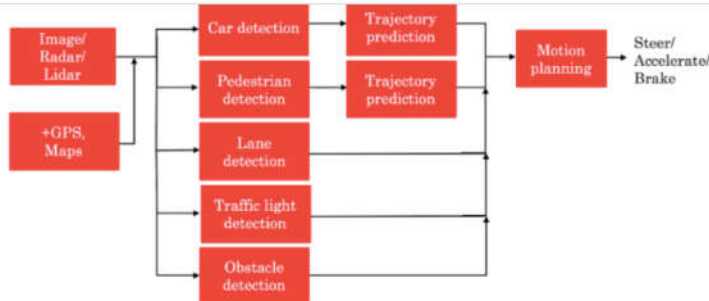 Image/
Radar/
Lidar
+GPS,
Maps
Car detection
Trajectory
prediction
Pedestrian
detection
Trajectory
prediction
Lane
detection
Traffic light
detection
Obstacle
detection
Motion
planning
Steer/
Accelerate/
Brake